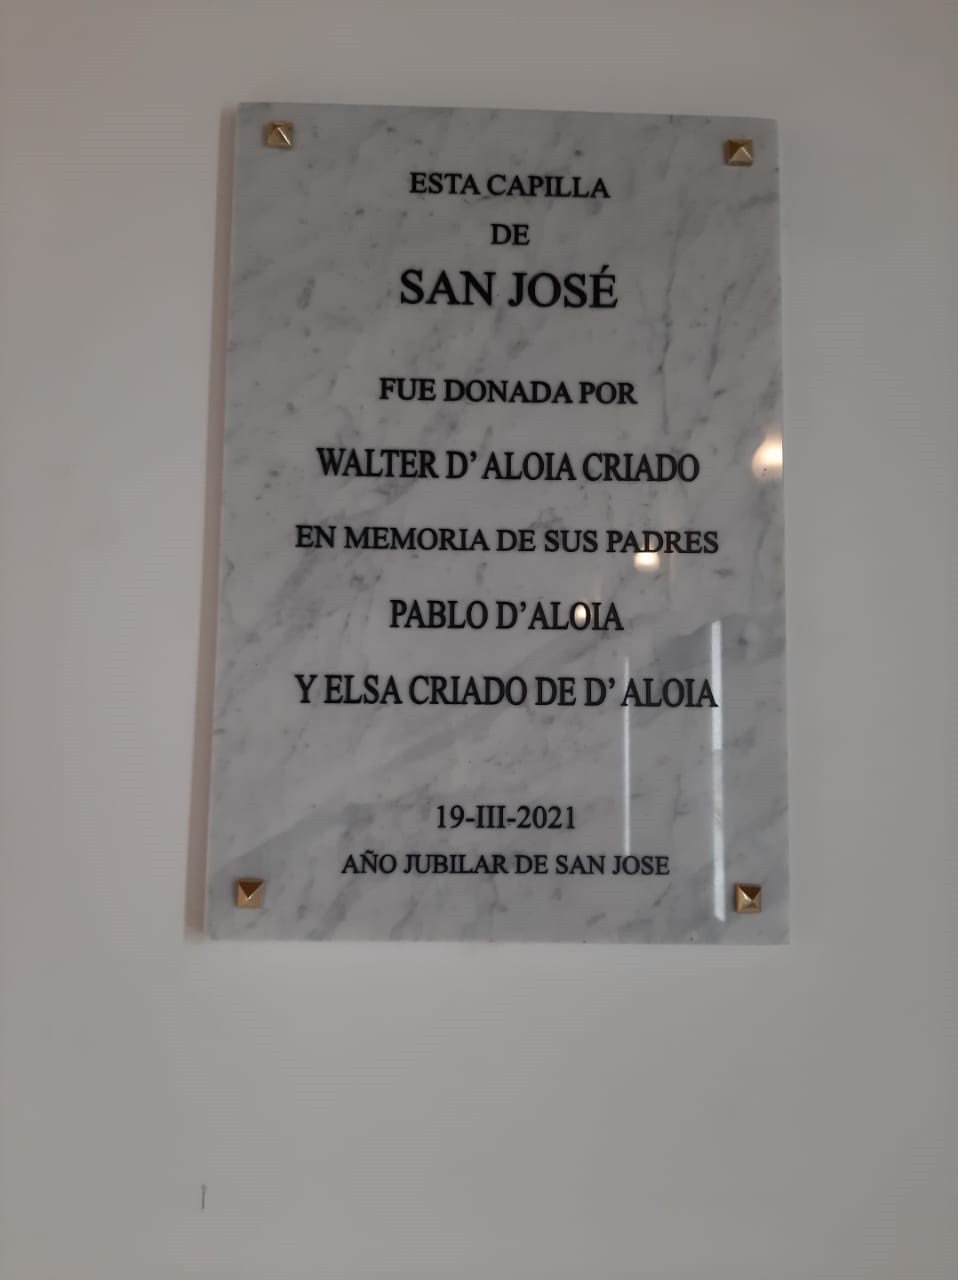 ESTA CAPILLA
DE
SAN JOSÉ
FUE DONADA POR
WALTER D' ALOIA CRIADO
EN MEMORIA DE SUS PADRES
PABLO D'ALOIA
Y ELSA CRIADO DE D' ALOIA
19-III-2021
AÑO JUBILAR DE SAN JOSE